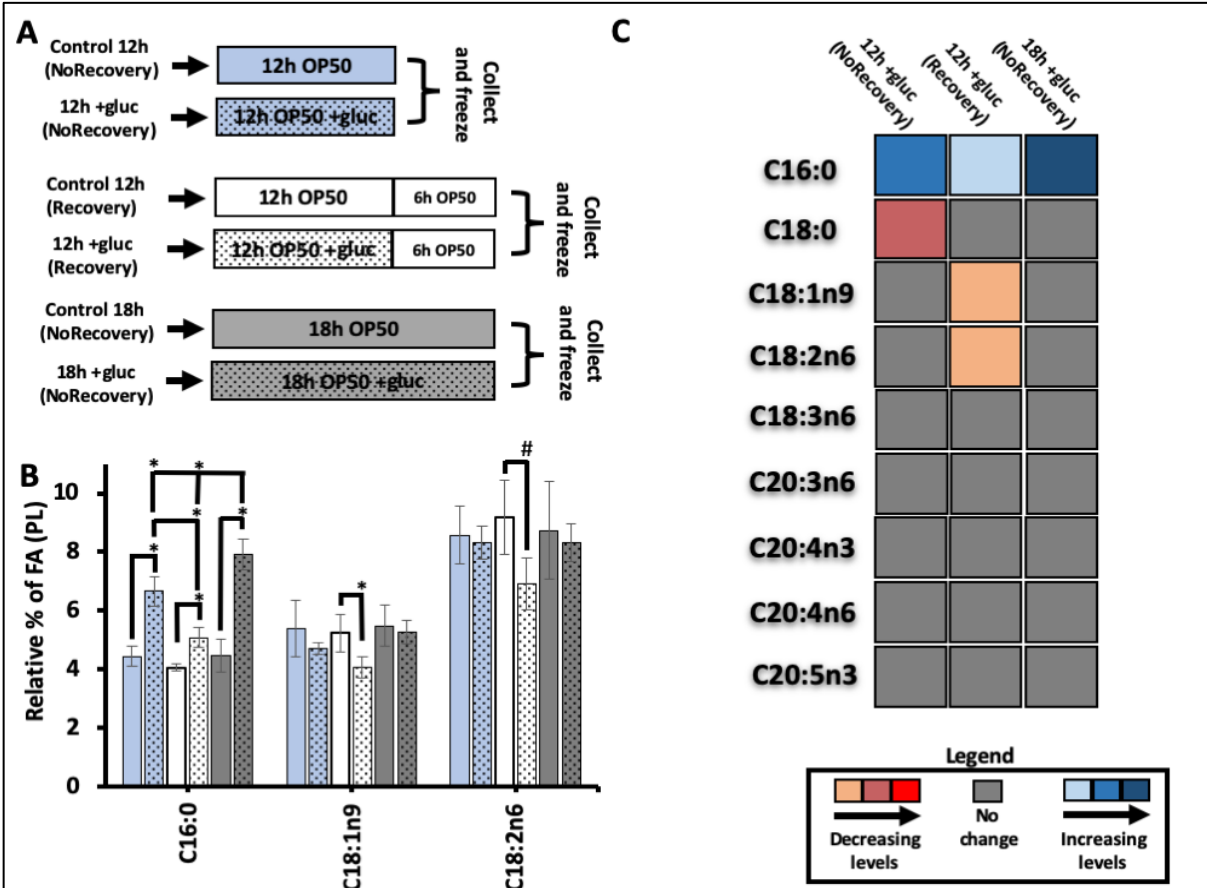 A
Control 12h
(NoRecovery)
12h OP50
12h +gluc
(NoRecovery)
12h OP50 +gluc
Collect
and freeze
Control 12h
(Recovery)
12h OP50
6h OP50
12h +gluc
(Recovery)
12h OP50 +gluc
6h OP50
Collect
and freeze
Control 18h
(NoRecovery)
18h OP50
18h +gluc
(NoRecovery)
18h OP50 +gluc
Collect
and freeze
B
Relative % of FA (PL)
10
8
6
4
2
0
*
*
*
*
*
*
*
#
C16:0
C18:1n9
C18:2n6
C
12h +gluc
(NoRecovery)
12h +gluc
(Recovery)
18h +gluc
(NoRecovery)
C16:0
C18:0
C18:1n9
C18:2n6
C18:3n6
C20:3n6
C20:4n3
C20:4n6
C20:5n3
Legend
Decreasing
levels
No
change
Increasing
levels